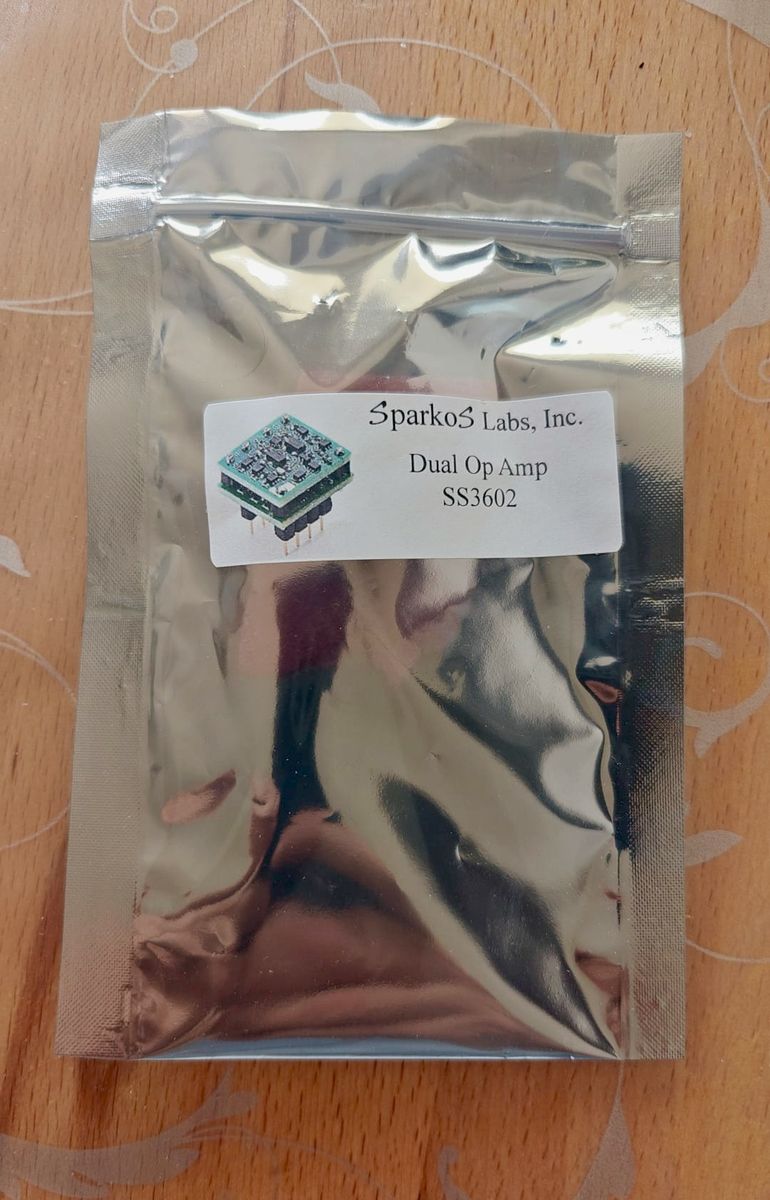 SparkoS Labs, Inc.
Dual Op Amp
SS3602